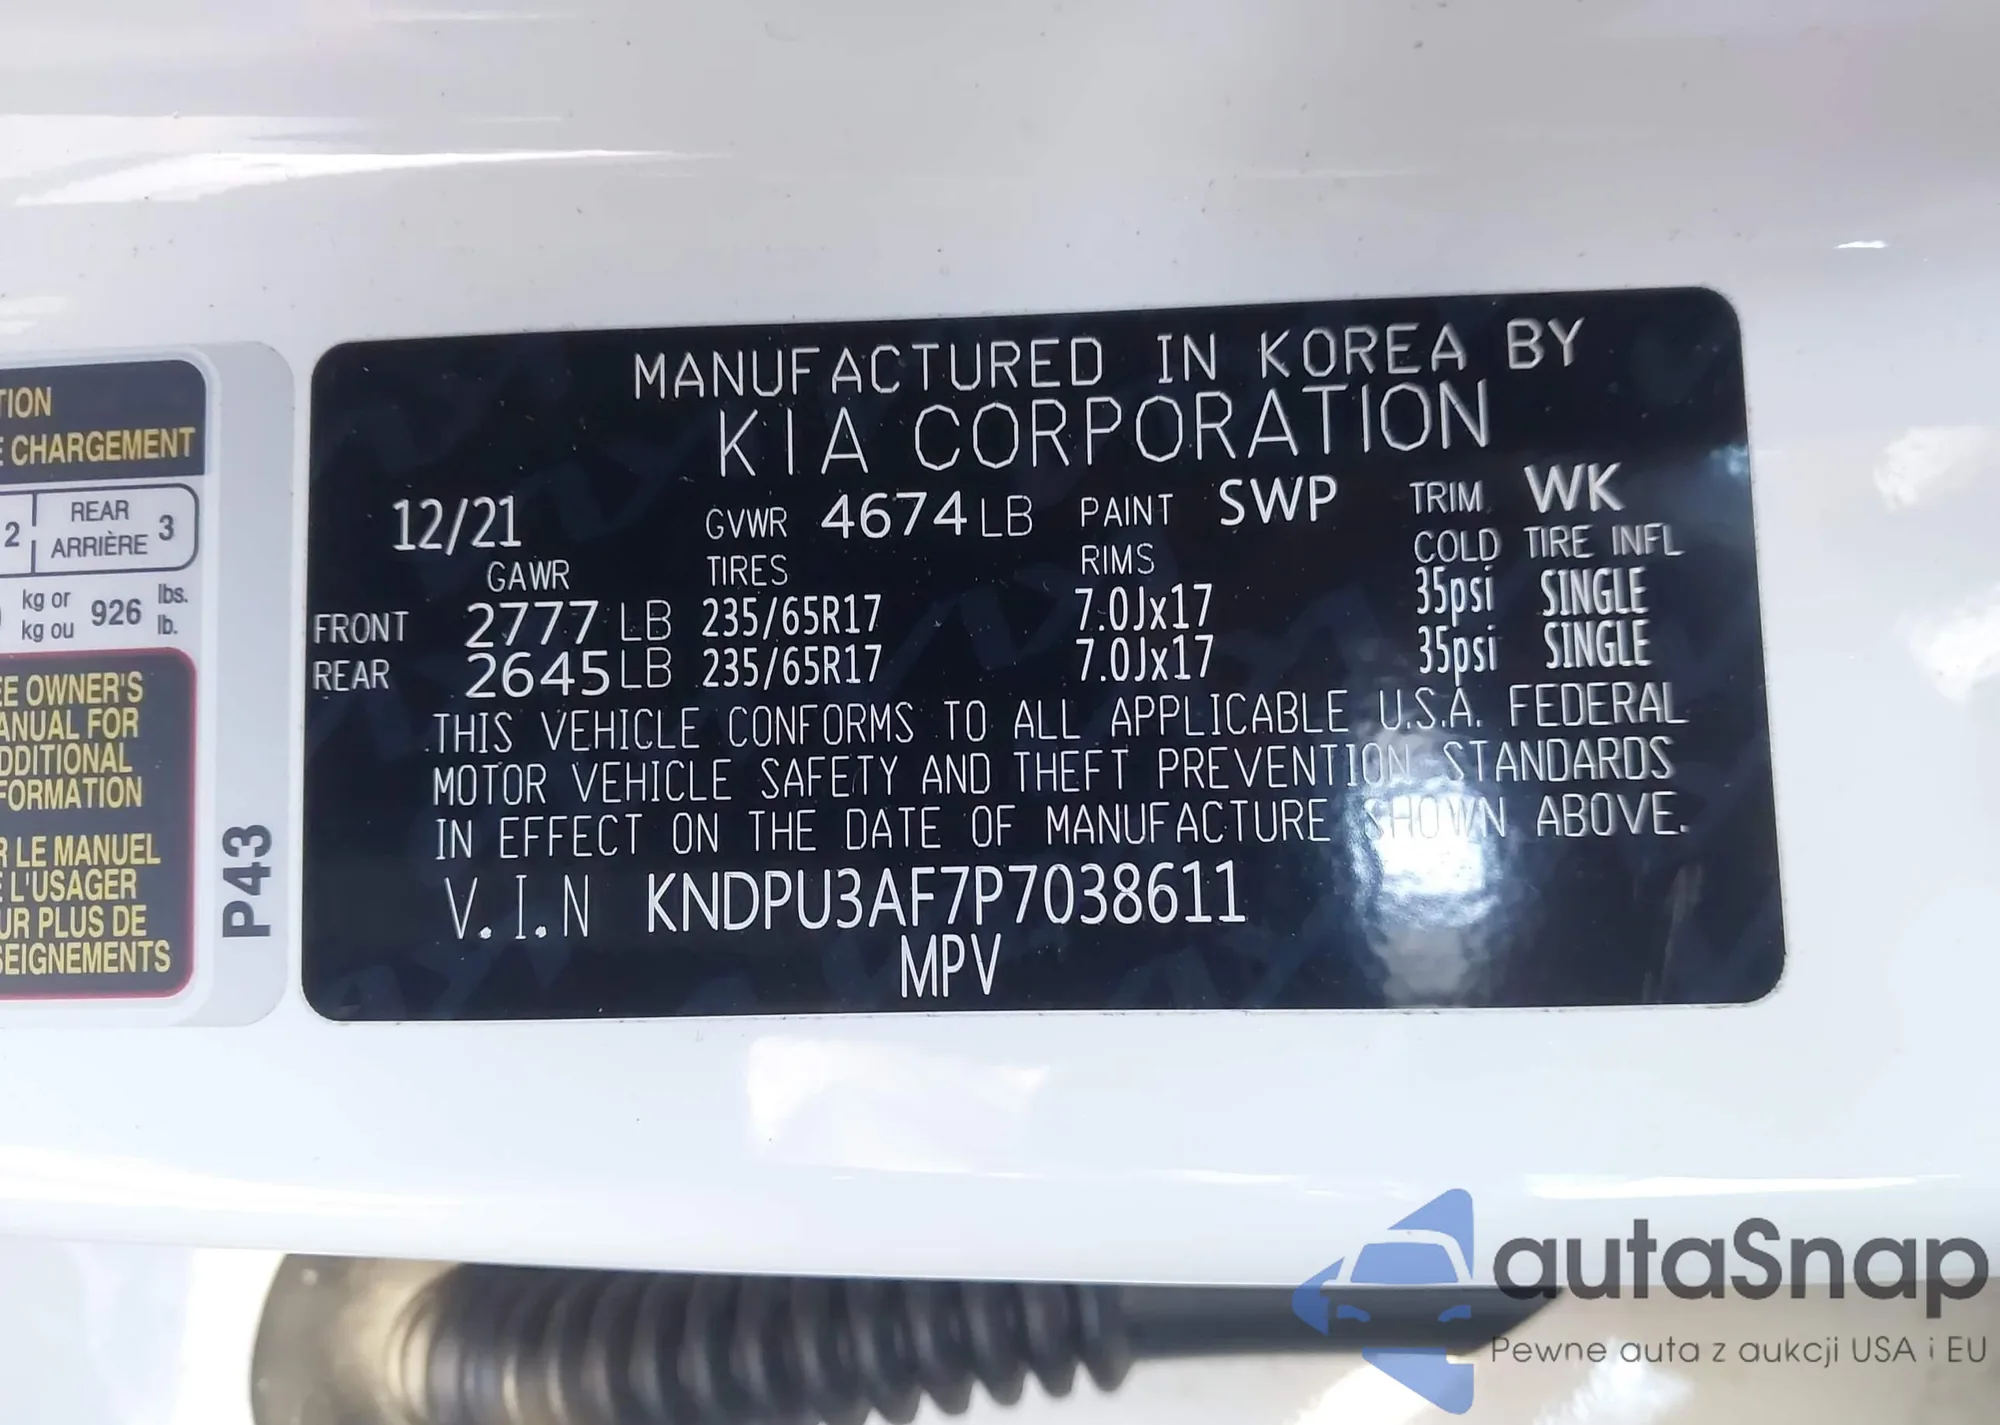 TION
E CHARGEMENT
2 REAR ARRIÈRE 3
kg or 926 lbs.
kg ou lb.
EE OWNER'S
ANUAL FOR
DDITIONAL
FORMATION
R LE MANUEL
E L'USAGER
UR PLUS DE
SEIGNEMENTS
P43
MANUFACTURED IN KOREA BY
KIA CORPORATION
12/21 GVWR 4674 LB PAINT SWP TRIM WK
GAWR TIRES RIMS COLD TIRE INFL
FRONT 2777 LB 235/65R17 7.0Jx17 35psi SINGLE
REAR 2645 LB 235/65R17 7.0Jx17 35psi SINGLE
THIS VEHICLE CONFORMS TO ALL APPLICABLE U.S.A. FEDERAL
MOTOR VEHICLE SAFETY AND THEFT PREVENTION STANDARDS
IN EFFECT ON THE DATE OF MANUFACTURE SHOWN ABOVE.
V.I.N KNDPU3AF7P7038611
MPV
autaSnap
Pewne auta z aukcji USA i EU